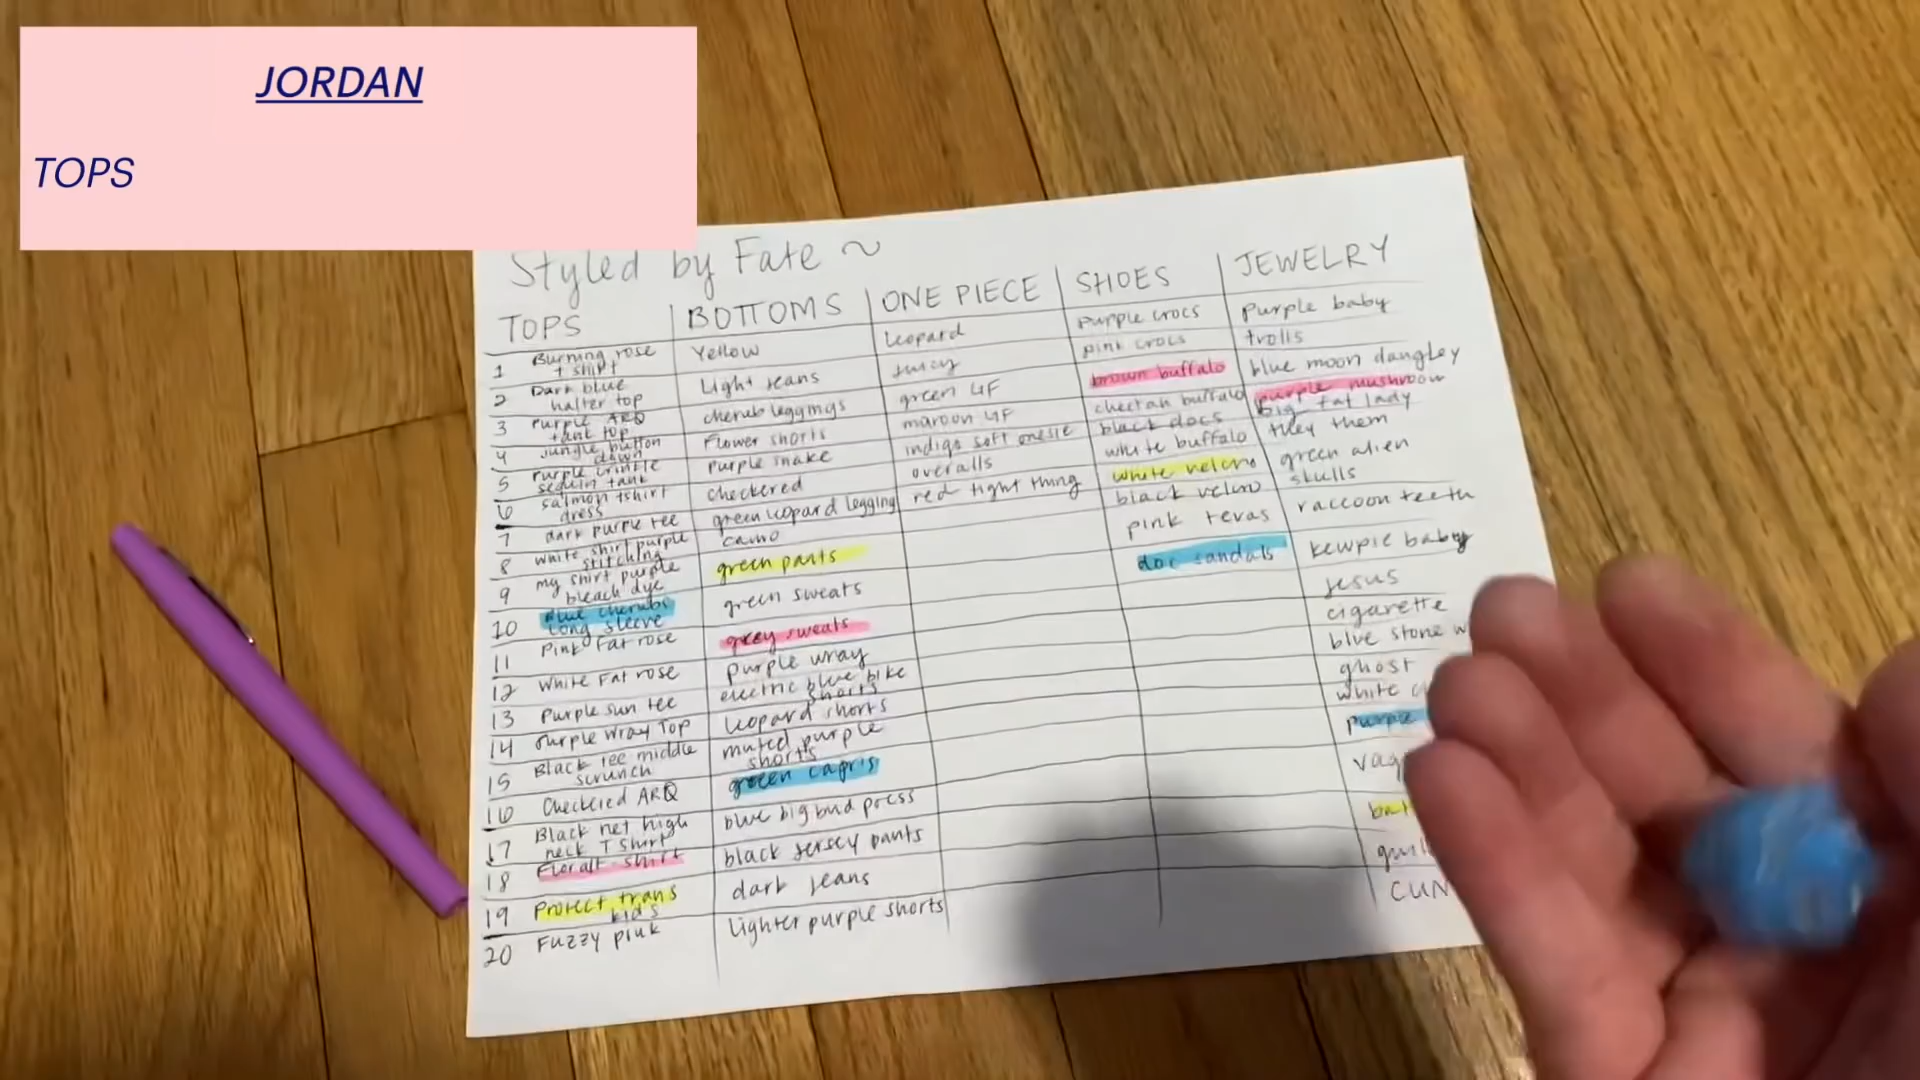 JORDAN
TOPS
Styled by Fate ~
TOPS
BOTTOMS
ONE PIECE
SHOES
JEWELRY
1 Burning rose
t shirt
2 Dark blue
halter top
3 Purple ARQ
tank top
4 Jungle button
down
5 Purple crinkle
sequin tank
6 salmon tshirt
dress
7 dark purple tee
8 white shirt purple
stitching
9 my shirt purple
bleach dye
10 Blue cherubs
long sleeve
11 Pink Fat rose
12 White Fat rose
13 Purple sun tee
14 Purple Wray Top
15 Black Tee middle
scrunch
16 Checkered ARQ
17 Black net high
neck T shirt
18 shirt
19 Protect trans
kids
20 Fuzzy pink
Yellow
Light jeans
cherub leggings
Flower shorts
Purple snake
checkered
green leopard legging
camo
green pants
green sweats
grey sweats
purple wray
electric blue bike
shorts
leopard shorts
muted purple
shorts
green capris
blue big bud press
black jersey pants
dark jeans
lighter purple shorts
leopard
juicy
green UF
maroon UF
indigo soft onesie
overalls
red tight thing
purple crocs
pink crocs
brown buffalo
cheetah buffalo
black docs
white buffalo
white velcro
black velcro
pink tevas
doc sandals
Purple baby
trolls
blue moon dangley
purple mushroom
big fat lady
they them
green alien
skulls
raccoon teeth
kewpie baby
Jesus
cigarette
blue stone
ghost
white
purple